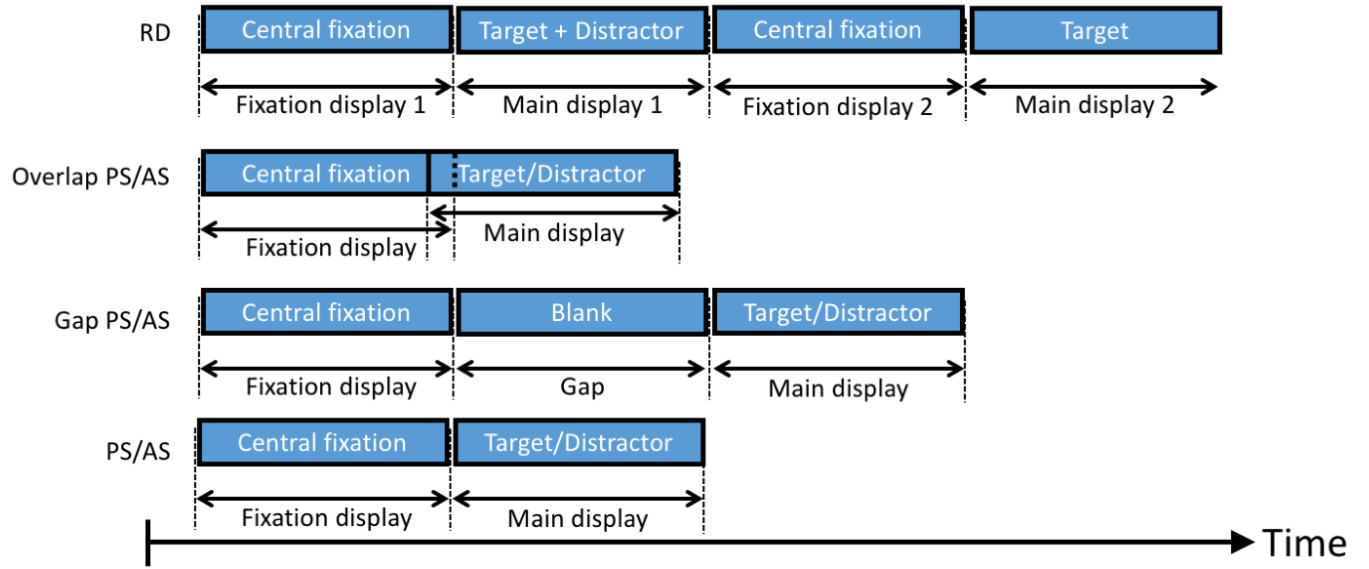 RD
Central fixation
Target + Distractor
Central fixation
Target
Fixation display 1
Main display 1
Fixation display 2
Main display 2
Overlap PS/AS
Central fixation
Target/Distractor
Fixation display
Main display
Gap PS/AS
Central fixation
Blank
Target/Distractor
Fixation display
Gap
Main display
PS/AS
Central fixation
Target/Distractor
Fixation display
Main display
Time